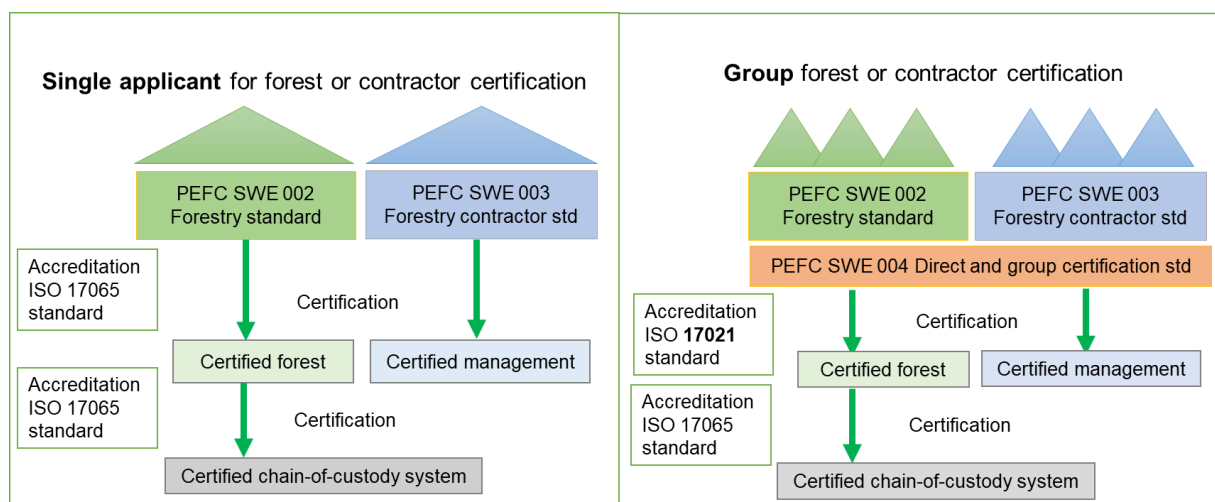 Single applicant for forest or contractor certification
PEFC SWE 002
Forestry standard
PEFC SWE 003
Forestry contractor std
Accreditation
ISO 17065
standard
Certification
Certified forest
Certified management
Accreditation
ISO 17065
standard
Certification
Certified chain-of-custody system
Group forest or contractor certification
PEFC SWE 002
Forestry standard
PEFC SWE 003
Forestry contractor std
PEFC SWE 004 Direct and group certification std
Accreditation
ISO 17021
standard
Certification
Certified forest
Certified management
Accreditation
ISO 17065
standard
Certification
Certified chain-of-custody system